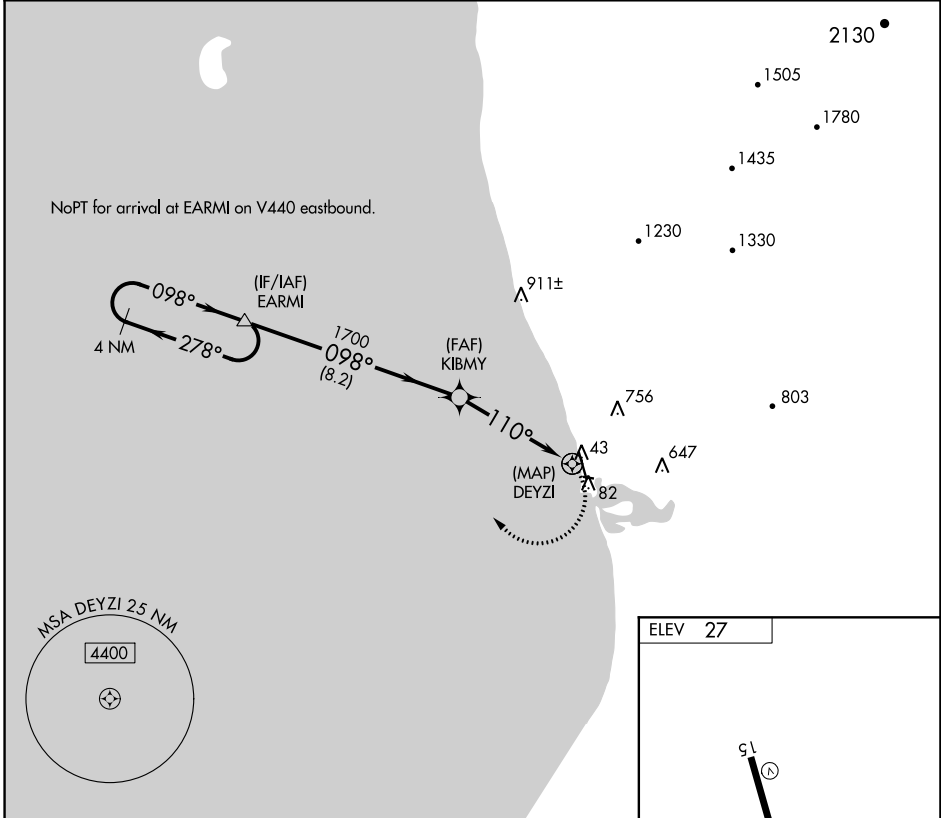 2130
1505
1780
1435
NoPT for arrival at EARMI on V440 eastbound.
1230
1330
911±
098°
(IF/IAF)
EARMI
4 NM
278°
1700
098°
(8.2)
(FAF)
KIBMY
756
803
110°
43
647
(MAP)
DEYZI
82
MSA DEYZI 25 NM
4400
ELEV 27
15
V